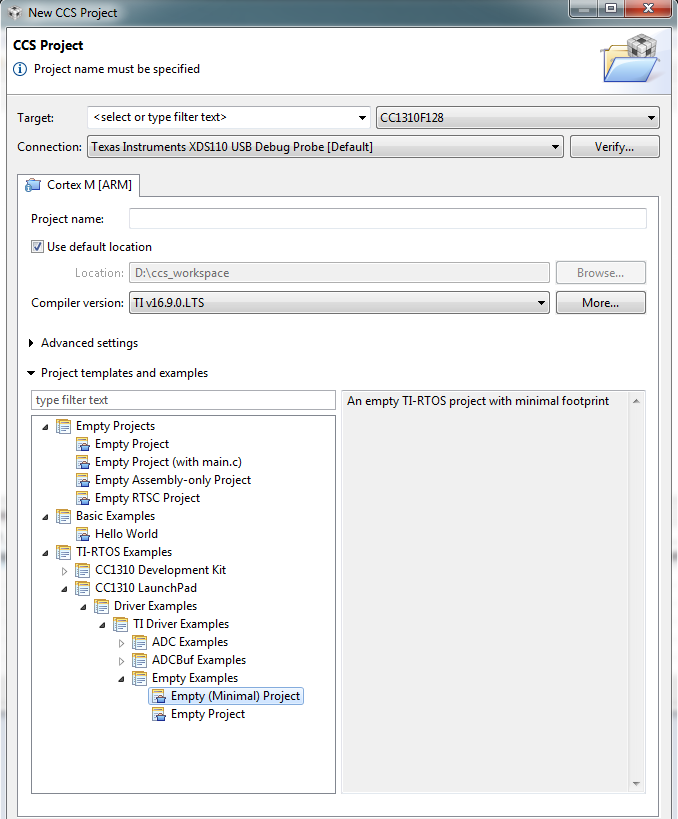 New CCS Project
CCS Project
Project name must be specified
Target: <select or type filter text> CC1310F128
Connection: Texas Instruments XDS110 USB Debug Probe [Default] Verify...
Cortex M [ARM]
Project name:
Use default location
Location: D:\ccs_workspace Browse...
Compiler version: TI v16.9.0.LTS More...
Advanced settings
Project templates and examples
type filter text
An empty TI-RTOS project with minimal footprint
Empty Projects
Empty Project
Empty Project (with main.c)
Empty Assembly-only Project
Empty RTSC Project
Basic Examples
Hello World
TI-RTOS Examples
CC1310 Development Kit
CC1310 LaunchPad
Driver Examples
TI Driver Examples
ADC Examples
ADCBuf Examples
Empty Examples
Empty (Minimal) Project
Empty Project